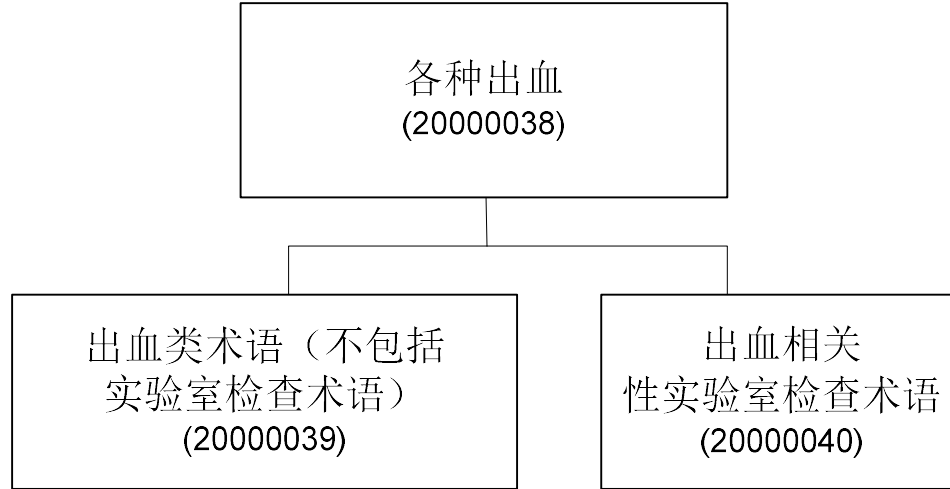 各种出血
(20000038)
出血类术语（不包括
实验室检查术语）
(20000039)
出血相关
性实验室检查术语
(20000040)